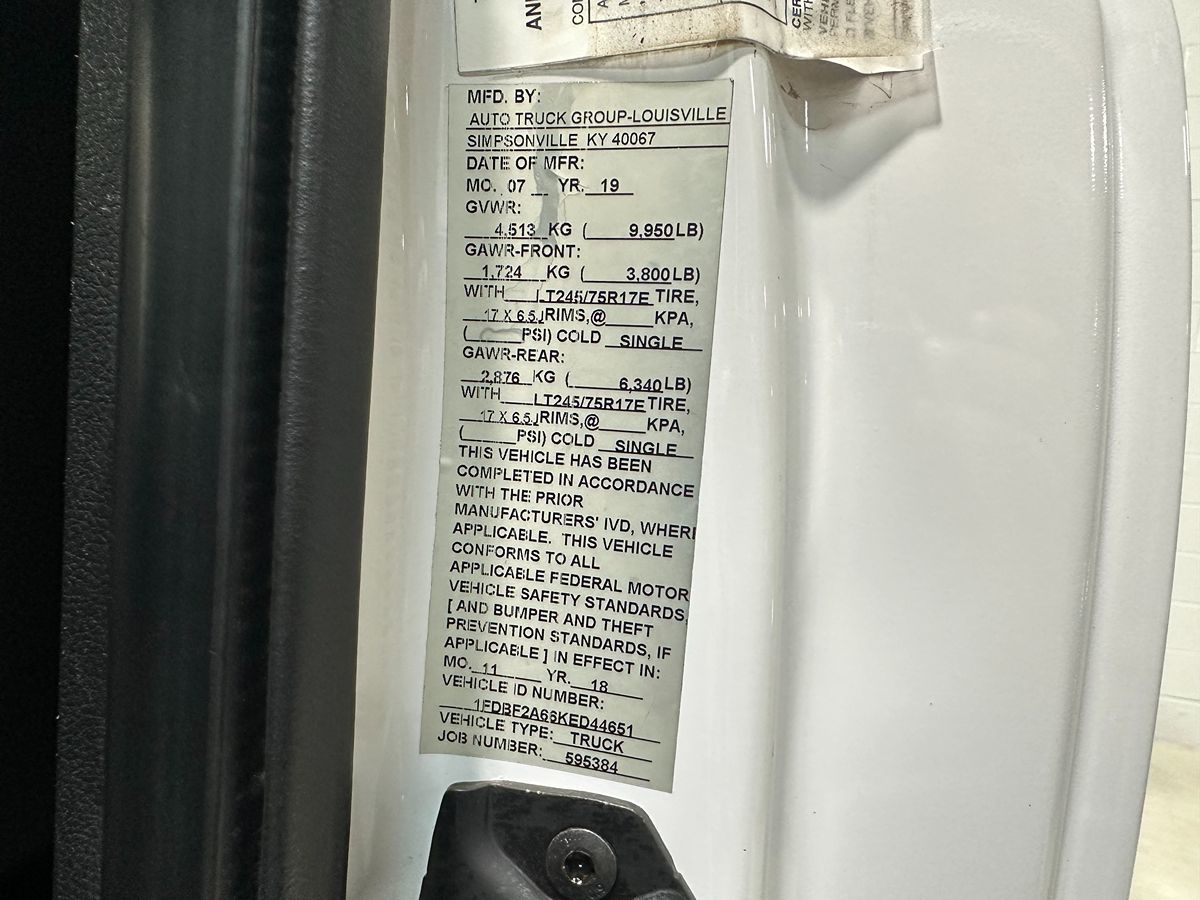 MFD. BY:
AUTO TRUCK GROUP-LOUISVILLE
SIMPSONVILLE KY 40067
DATE OF MFR:
MO. 07 YR. 19
GVWR:
4,513 KG ( 9,950 LB)
GAWR-FRONT:
1,724 KG ( 3,800 LB)
WITH LT245/75R17E TIRE,
17 X 6.5J RIMS,@ KPA,
( PSI) COLD SINGLE
GAWR-REAR:
2,876 KG ( 6,340 LB)
WITH LT245/75R17E TIRE,
17 X 6.5J RIMS,@ KPA,
( PSI) COLD SINGLE
THIS VEHICLE HAS BEEN
COMPLETED IN ACCORDANCE
WITH THE PRIOR
MANUFACTURERS' IVD, WHERE
APPLICABLE. THIS VEHICLE
CONFORMS TO ALL
APPLICABLE FEDERAL MOTOR
VEHICLE SAFETY STANDARDS
[ AND BUMPER AND THEFT
PREVENTION STANDARDS, IF
APPLICABLE ] IN EFFECT IN:
MO. 11 YR. 18
VEHICLE ID NUMBER:
1FDBF2A66KED44651
VEHICLE TYPE: TRUCK
JOB NUMBER: 595384